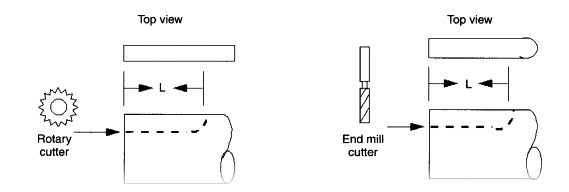 Top view
L
Rotary
cutter
Top view
L
End mill
cutter